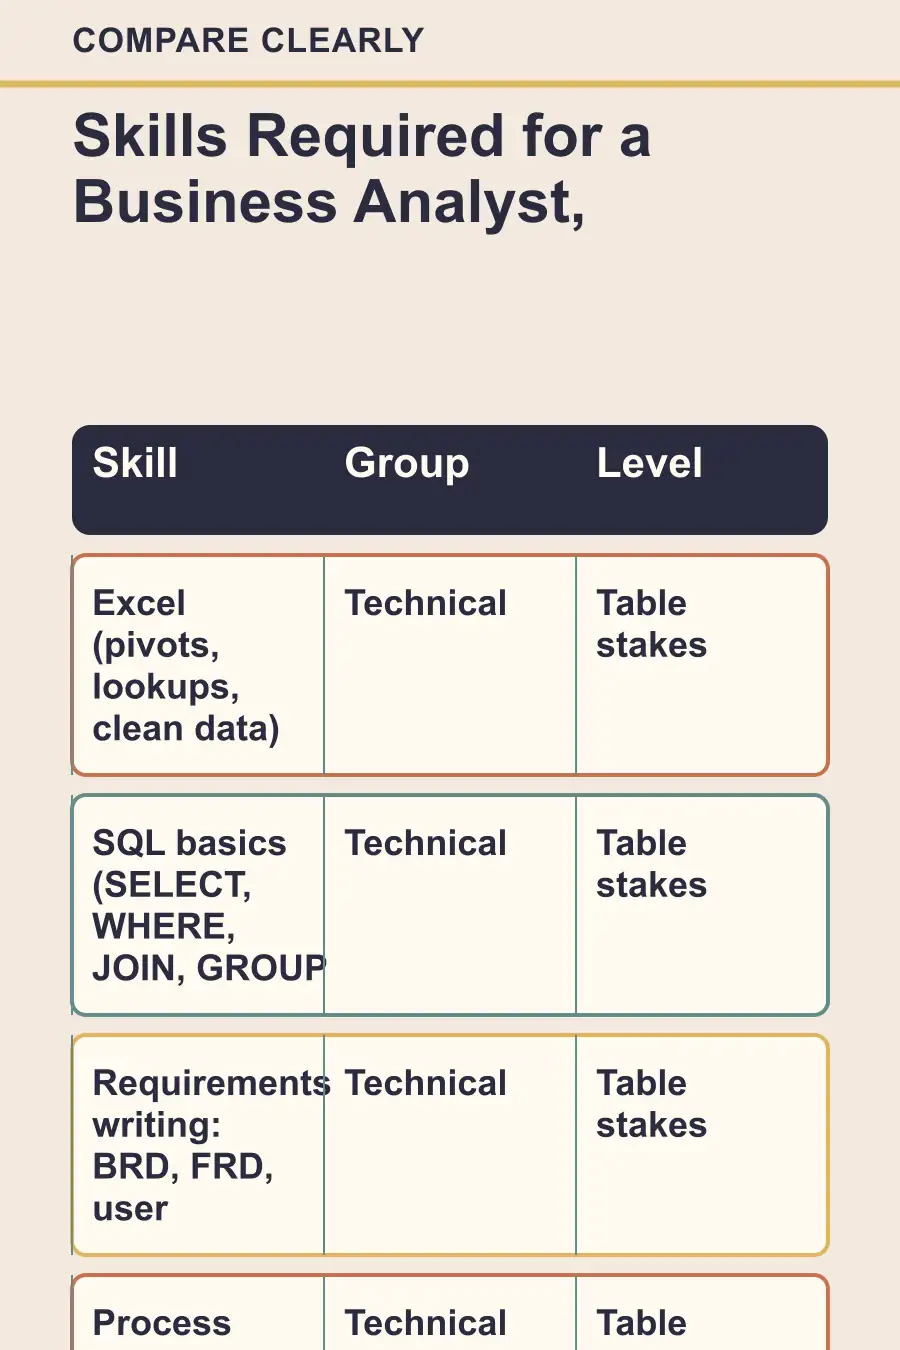 COMPARE CLEARLY
Skills Required for a
Business Analyst,
Skill Group Level
Excel Technical Table
(pivots, stakes
lookups,
clean data)
SQL basics Technical Table
(SELECT, stakes
WHERE,
JOIN, GROUP
Requirements Technical Table
writing: stakes
BRD, FRD,
user
Process Technical Table